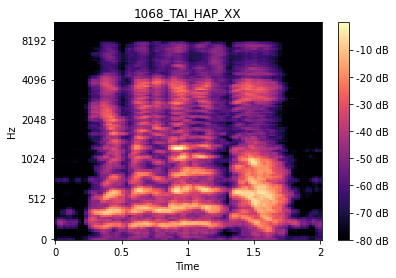 1068_TAI_HAP_XX
8192
4096
2048
1024
512
0
Hz
0
0.5
1
1.5
2
Time
-10 dB
-20 dB
-30 dB
-40 dB
-50 dB
-60 dB
-70 dB
-80 dB